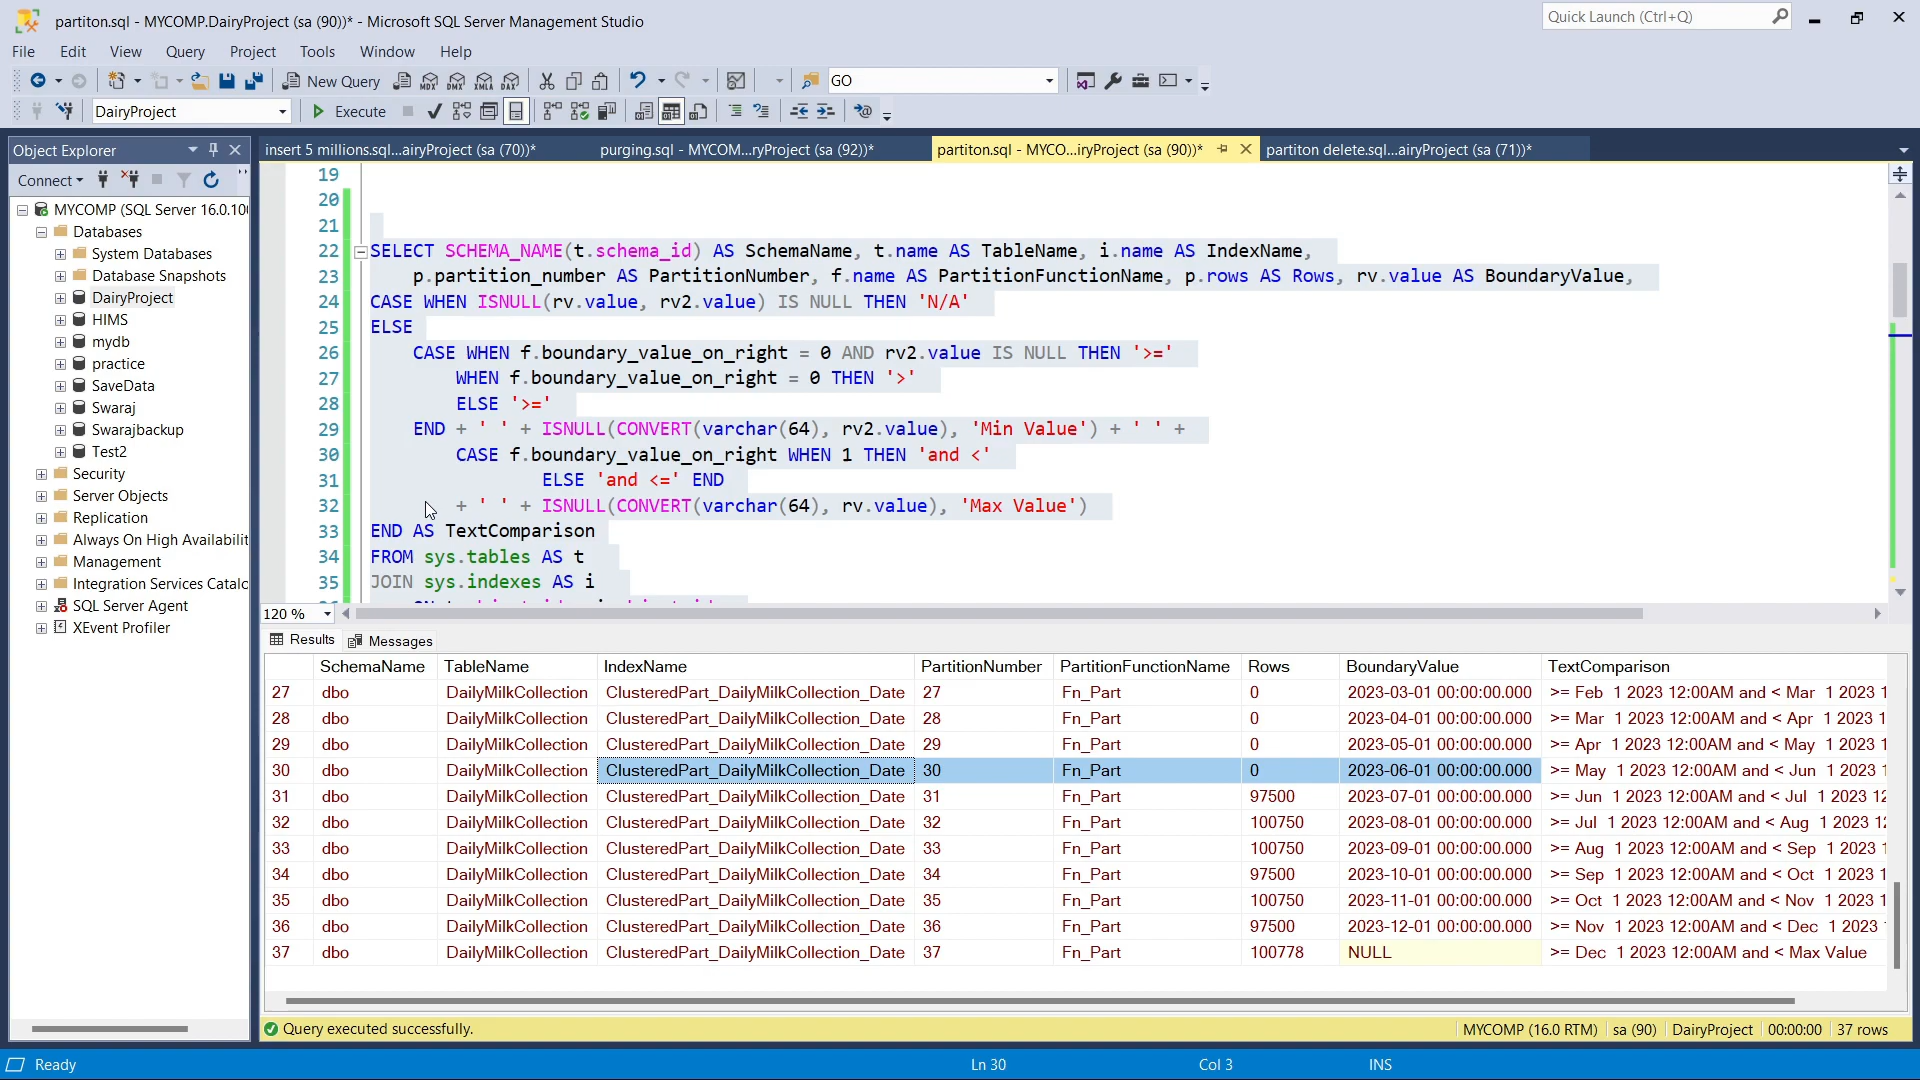 partiton.sql - MYCOMP.DairyProject (sa (90))* - Microsoft SQL Server Management Studio
Quick Launch (Ctrl+Q)
File Edit View Query Project Tools Window Help
New Query MDX DMX XMLA DAX GO
DairyProject Execute
Object Explorer
insert 5 millions.sql...airyProject (sa (70))* purging.sql - MYCOM...ryProject (sa (92))* partiton.sql - MYCO...iryProject (sa (90))* partiton delete.sql...airyProject (sa (71))*
Connect
MYCOMP (SQL Server 16.0.100
Databases
System Databases
Database Snapshots
DairyProject
HIMS
mydb
practice
SaveData
Swaraj
Swarajbackup
Test2
Security
Server Objects
Replication
Always On High Availabilit
Management
Integration Services Catalo
SQL Server Agent
XEvent Profiler
19
20
21
22 SELECT SCHEMA_NAME(t.schema_id) AS SchemaName, t.name AS TableName, i.name AS IndexName,
23 p.partition_number AS PartitionNumber, f.name AS PartitionFunctionName, p.rows AS Rows, rv.value AS BoundaryValue,
24 CASE WHEN ISNULL(rv.value, rv2.value) IS NULL THEN 'N/A'
25 ELSE
26 CASE WHEN f.boundary_value_on_right = 0 AND rv2.value IS NULL THEN '>='
27 WHEN f.boundary_value_on_right = 0 THEN '>'
28 ELSE '>='
29 END + ' ' + ISNULL(CONVERT(varchar(64), rv2.value), 'Min Value') + ' ' +
30 CASE f.boundary_value_on_right WHEN 1 THEN 'and <'
31 ELSE 'and <=' END
32 + ' ' + ISNULL(CONVERT(varchar(64), rv.value), 'Max Value')
33 END AS TextComparison
34 FROM sys.tables AS t
35 JOIN sys.indexes AS i
120 %
Results Messages
SchemaName TableName IndexName PartitionNumber PartitionFunctionName Rows BoundaryValue TextComparison
27 dbo DailyMilkCollection ClusteredPart_DailyMilkCollection_Date 27 Fn_Part 0 2023-03-01 00:00:00.000 >= Feb 1 2023 12:00AM and < Mar 1 2023 1
28 dbo DailyMilkCollection ClusteredPart_DailyMilkCollection_Date 28 Fn_Part 0 2023-04-01 00:00:00.000 >= Mar 1 2023 12:00AM and < Apr 1 2023 1
29 dbo DailyMilkCollection ClusteredPart_DailyMilkCollection_Date 29 Fn_Part 0 2023-05-01 00:00:00.000 >= Apr 1 2023 12:00AM and < May 1 2023 1
30 dbo DailyMilkCollection ClusteredPart_DailyMilkCollection_Date 30 Fn_Part 0 2023-06-01 00:00:00.000 >= May 1 2023 12:00AM and < Jun 1 2023 1
31 dbo DailyMilkCollection ClusteredPart_DailyMilkCollection_Date 31 Fn_Part 97500 2023-07-01 00:00:00.000 >= Jun 1 2023 12:00AM and < Jul 1 2023 12
32 dbo DailyMilkCollection ClusteredPart_DailyMilkCollection_Date 32 Fn_Part 100750 2023-08-01 00:00:00.000 >= Jul 1 2023 12:00AM and < Aug 1 2023 12
33 dbo DailyMilkCollection ClusteredPart_DailyMilkCollection_Date 33 Fn_Part 100750 2023-09-01 00:00:00.000 >= Aug 1 2023 12:00AM and < Sep 1 2023 1
34 dbo DailyMilkCollection ClusteredPart_DailyMilkCollection_Date 34 Fn_Part 97500 2023-10-01 00:00:00.000 >= Sep 1 2023 12:00AM and < Oct 1 2023 1
35 dbo DailyMilkCollection ClusteredPart_DailyMilkCollection_Date 35 Fn_Part 100750 2023-11-01 00:00:00.000 >= Oct 1 2023 12:00AM and < Nov 1 2023 1
36 dbo DailyMilkCollection ClusteredPart_DailyMilkCollection_Date 36 Fn_Part 97500 2023-12-01 00:00:00.000 >= Nov 1 2023 12:00AM and < Dec 1 2023
37 dbo DailyMilkCollection ClusteredPart_DailyMilkCollection_Date 37 Fn_Part 100778 NULL >= Dec 1 2023 12:00AM and < Max Value
Query executed successfully. MYCOMP (16.0 RTM) sa (90) DairyProject 00:00:00 37 rows
Ready Ln 30 Col 3 INS